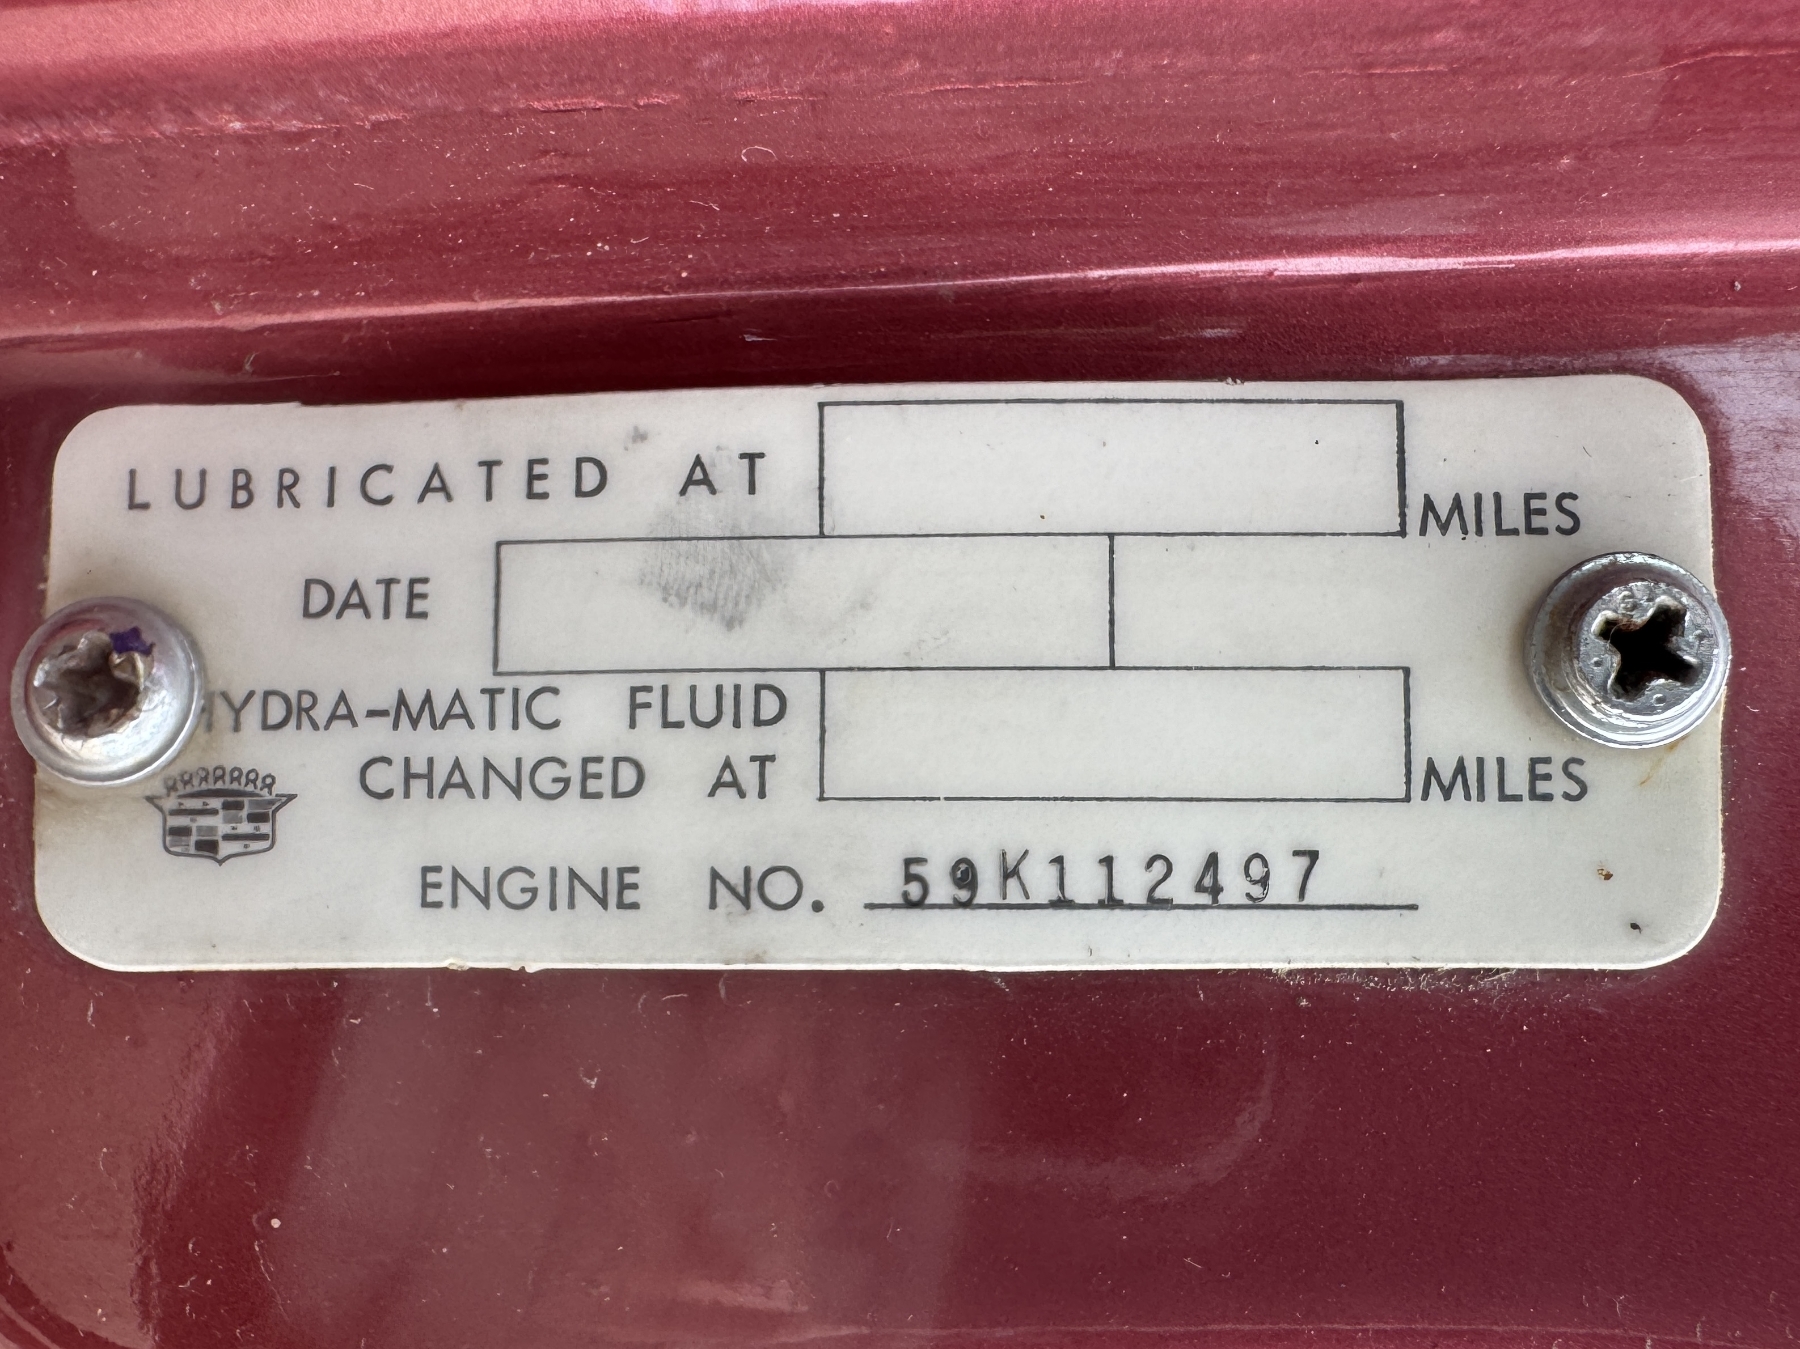 LUBRICATED AT MILES
DATE
HYDRA-MATIC FLUID
CHANGED AT MILES
ENGINE NO. 59K112497